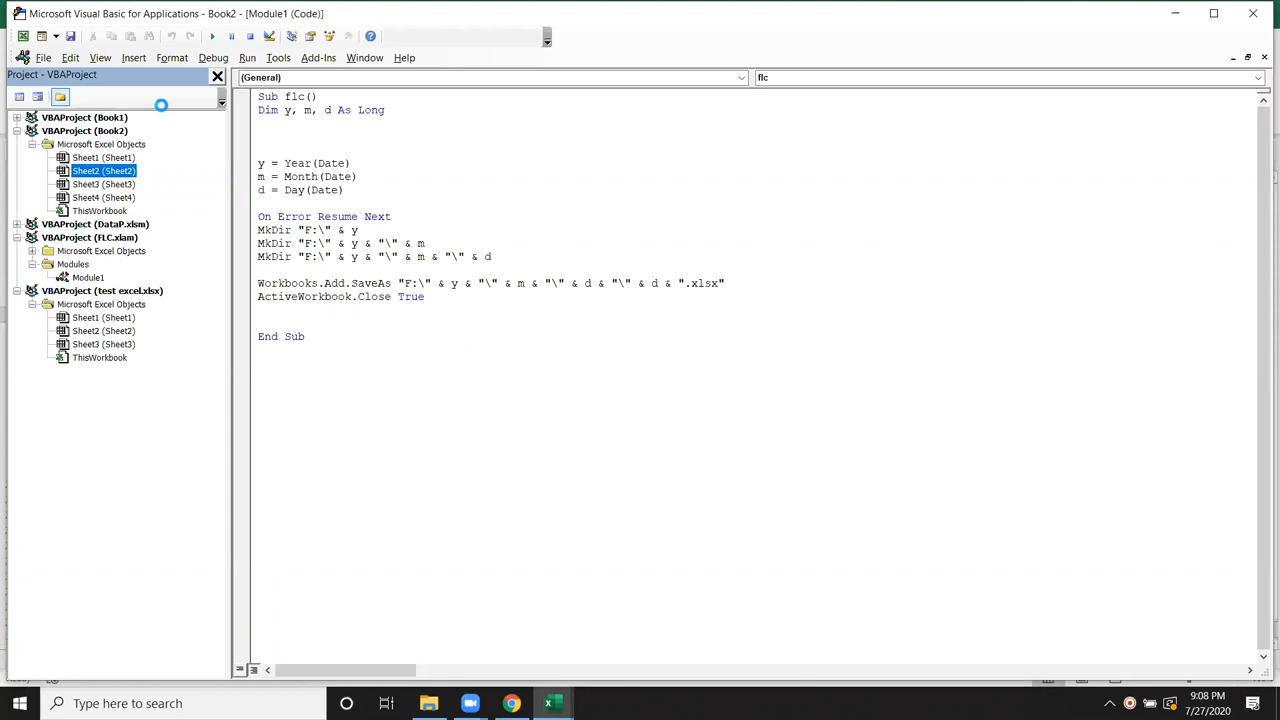 Microsoft Visual Basic for Applications - Book2 - [Module1 (Code)]
File Edit View Insert Format Debug Run Tools Add-Ins Window Help
Project - VBAProject
(General)
flc
VBAProject (Book1)
VBAProject (Book2)
Microsoft Excel Objects
Sheet1 (Sheet1)
Sheet2 (Sheet2)
Sheet3 (Sheet3)
Sheet4 (Sheet4)
ThisWorkbook
VBAProject (DataP.xlsm)
VBAProject (FLC.xlam)
Microsoft Excel Objects
Modules
Module1
VBAProject (test excel.xlsx)
Microsoft Excel Objects
Sheet1 (Sheet1)
Sheet2 (Sheet2)
Sheet3 (Sheet3)
ThisWorkbook
Sub flc()
Dim y, m, d As Long
y = Year(Date)
m = Month(Date)
d = Day(Date)
On Error Resume Next
MkDir "F:\" & y
MkDir "F:\" & y & "\" & m
MkDir "F:\" & y & "\" & m & "\" & d
Workbooks.Add.SaveAs "F:\" & y & "\" & m & "\" & d & "\" & d & ".xlsx"
ActiveWorkbook.Close True
End Sub
Type here to search
9:08 PM
7/27/2020